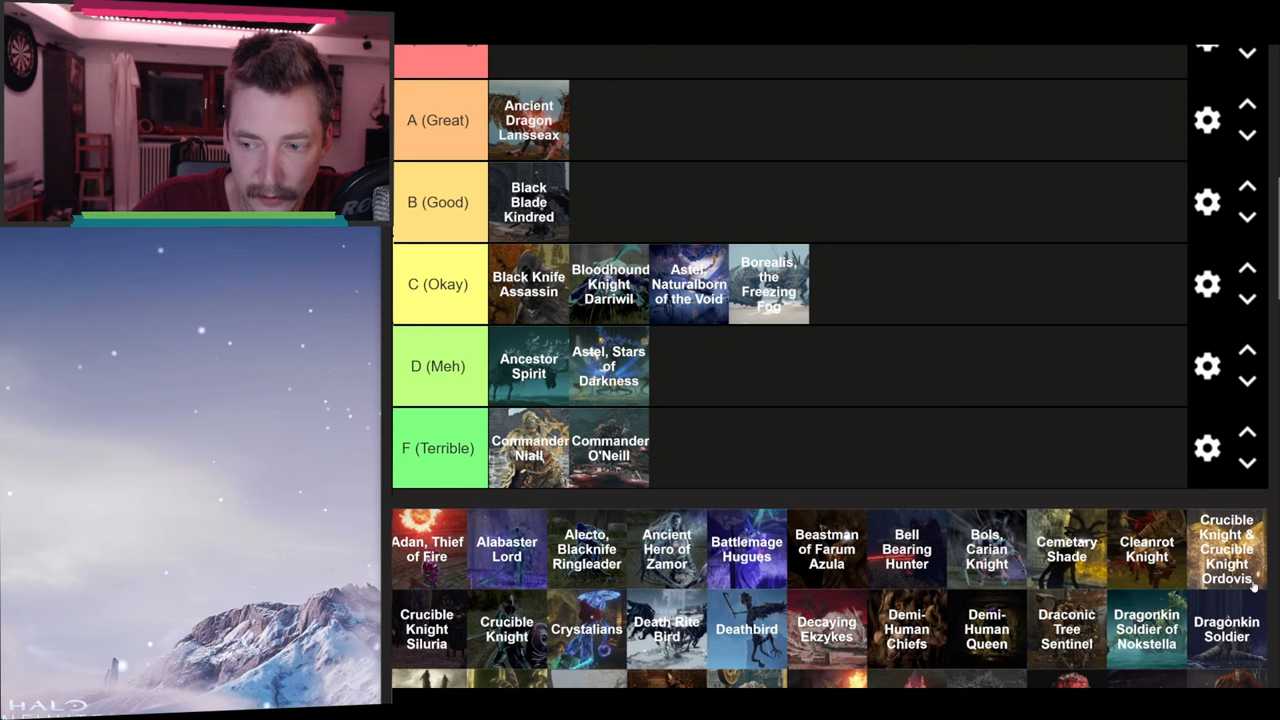 A (Great)
Ancient
Dragon
Lansseax
B (Good)
Black
Blade
Kindred
C (Okay)
Black Knife
Assassin
Bloodhound
Knight
Darriwil
Astel,
Naturalborn
of the Void
Borealis,
the
Freezing
Fog
D (Meh)
Ancestor
Spirit
Astel, Stars
of
Darkness
F (Terrible)
Commander
Niall
Commander
O'Neill
Adan, Thief
of Fire
Alabaster
Lord
Alecto,
Blacknife
Ringleader
Ancient
Hero of
Zamor
Battlemage
Hugues
Beastman
of Farum
Azula
Bell
Bearing
Hunter
Bols,
Carian
Knight
Cemetary
Shade
Cleanrot
Knight
Crucible
Knight &
Crucible
Knight
Ordovis
Crucible
Knight
Siluria
Crucible
Knight
Crystalians
Death Rite
Bird
Deathbird
Decaying
Ekzykes
Demi-
Human
Chiefs
Demi-
Human
Queen
Draconic
Tree
Sentinel
Dragonkin
Soldier of
Nokstella
Dragonkin
Soldier
HALO